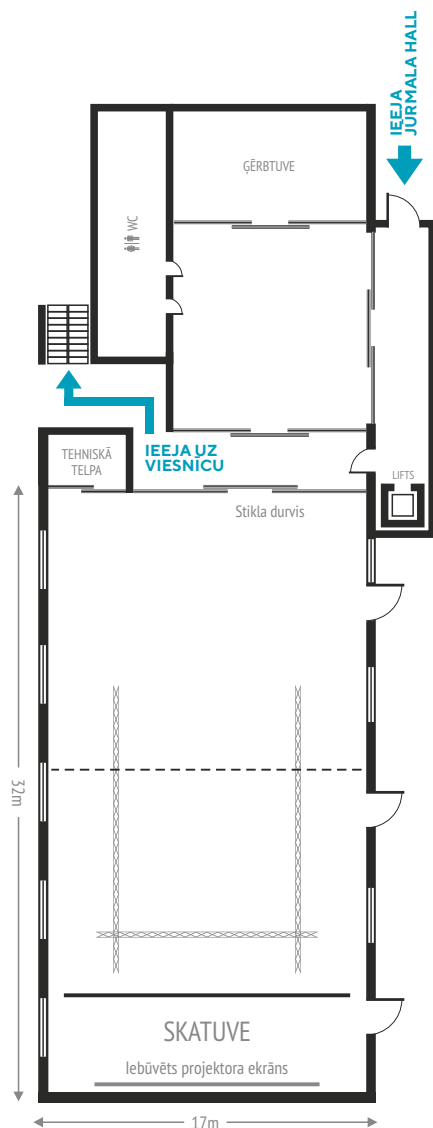 IEEJA
JŪRMALA HALL
ĢĒRBTUVE
WC
IEEJA UZ
VIESNĪCU
TEHNISKĀ
TELPA
LIFTS
Stikla durvis
32m
SKATUVE
Iebūvēts projektora ekrāns
17m